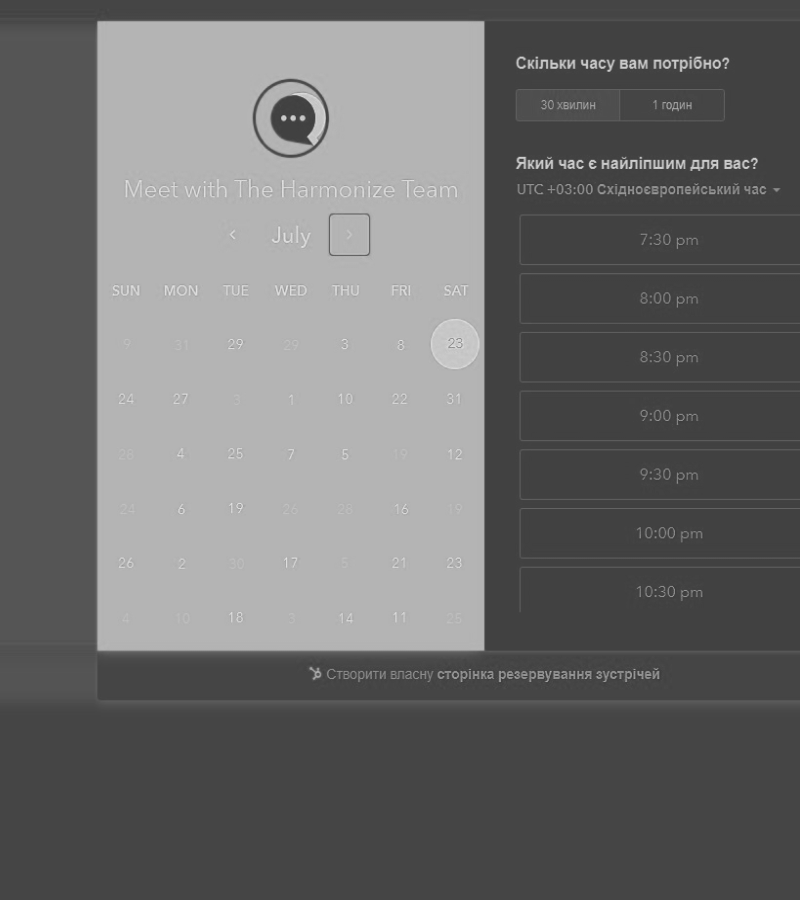 Meet with The Harmonize Team
July
SUN MON TUE WED THU FRI SAT
9 31 29 29 3 8 23
24 27 3 1 10 22 31
28 4 25 7 5 19 12
24 6 19 26 28 16 19
26 2 30 17 5 21 23
4 10 18 3 14 11 25
Скільки часу вам потрібно?
30 хвилин 1 годин
Який час є найліпшим для вас?
UTC +03:00 Східноєвропейський час
7:30 pm
8:00 pm
8:30 pm
9:00 pm
9:30 pm
10:00 pm
10:30 pm
Створити власну сторінка резервування зустрічей